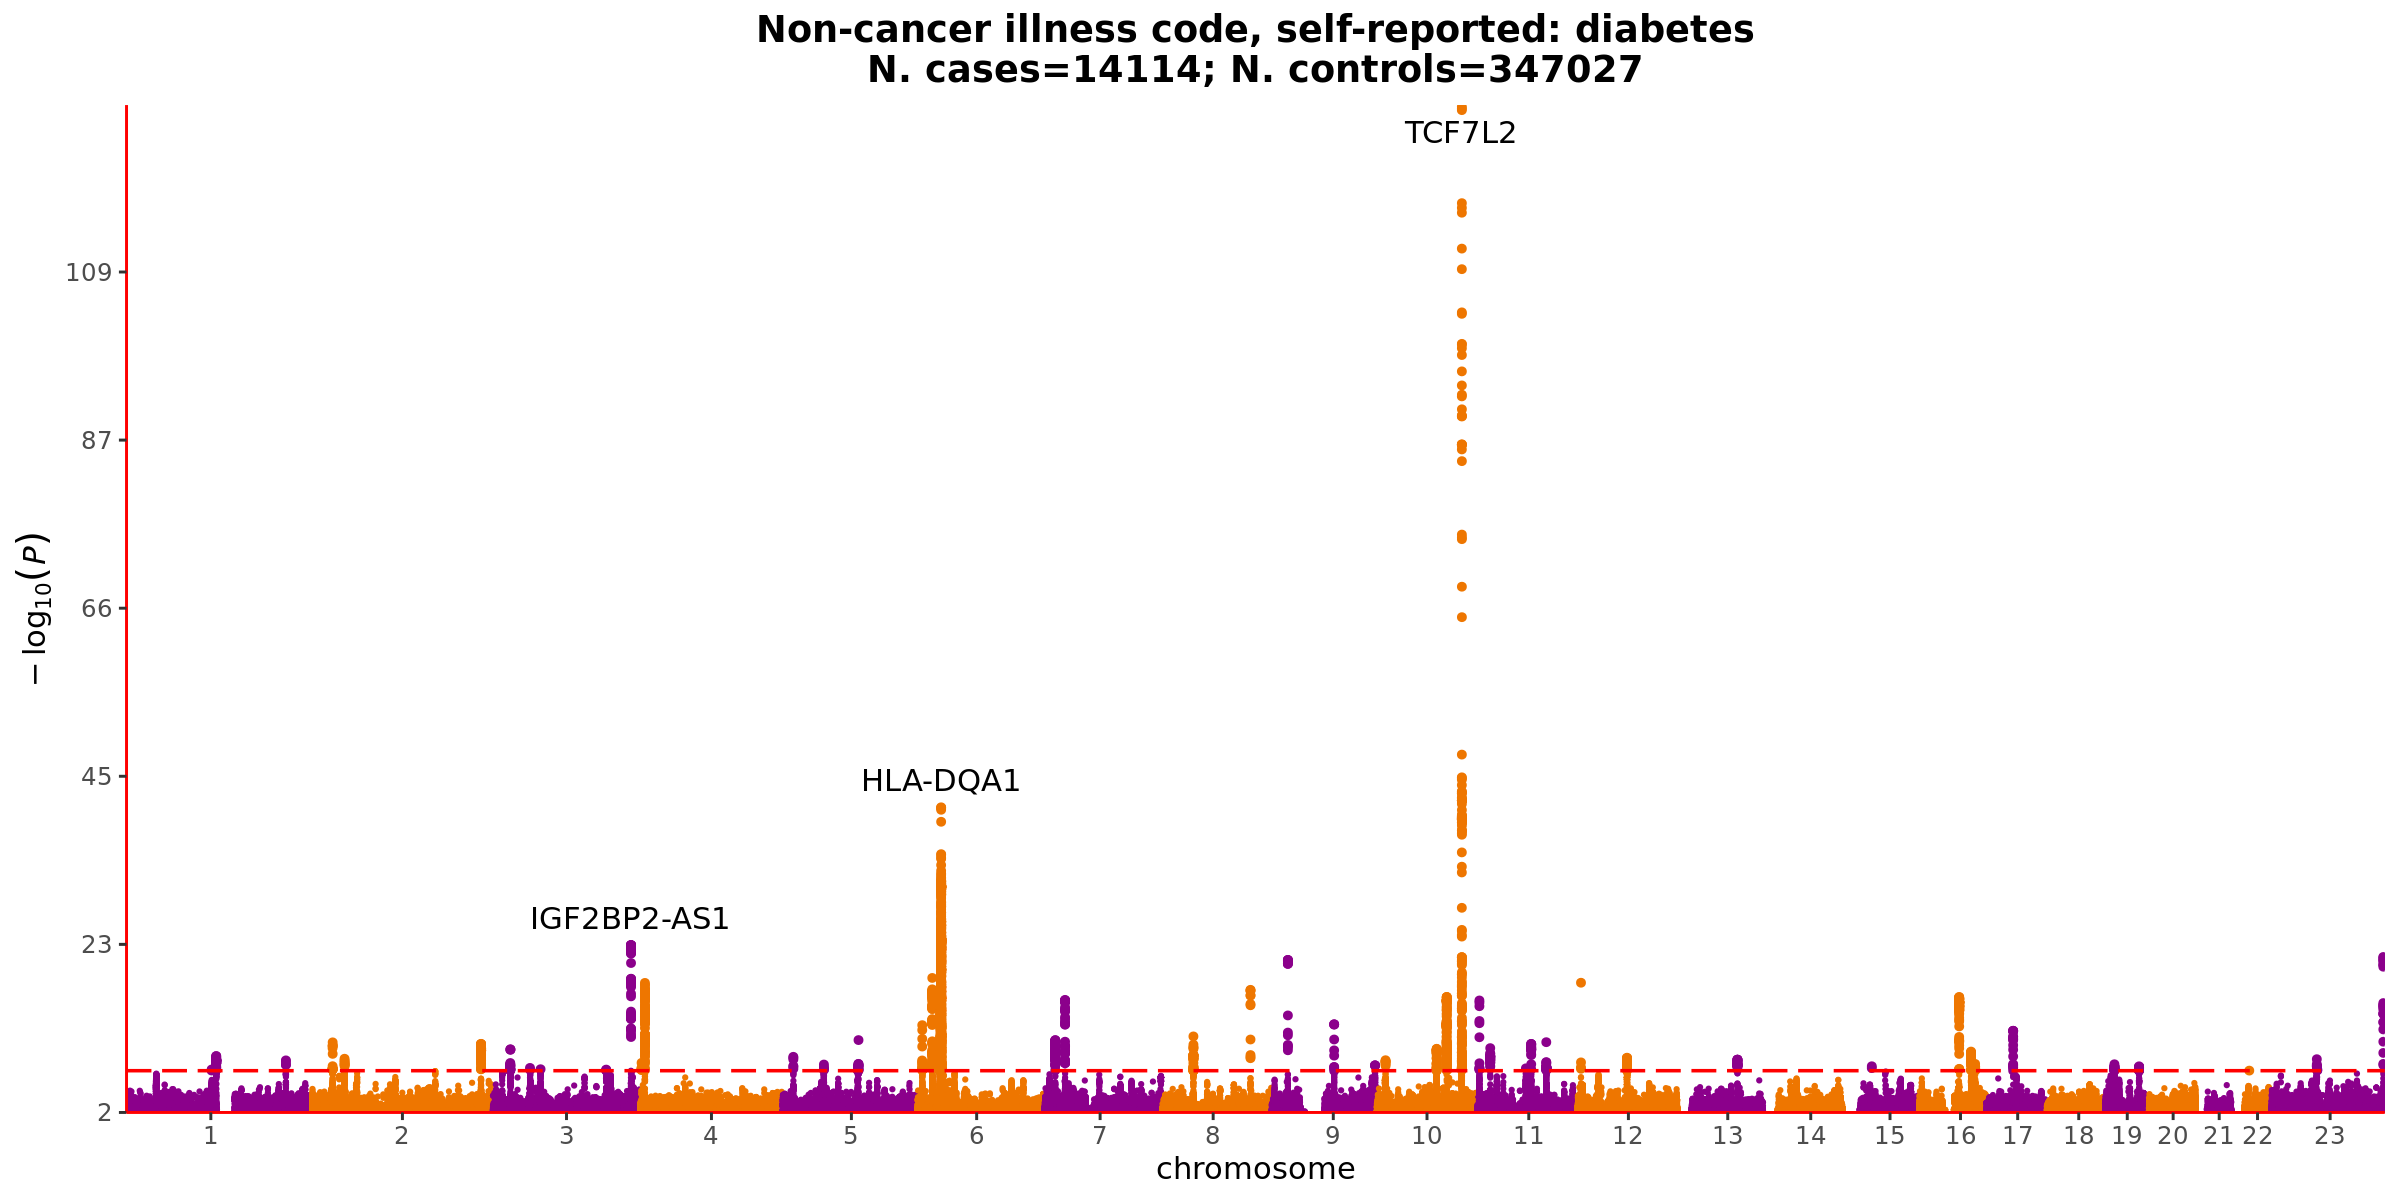 Non-cancer illness code, self-reported: diabetes
N. cases=14114; N. controls=347027
TCF7L2
109
87
66
−log10(P)
45
HLA-DQA1
IGF2BP2-AS1
23
2
1 2 3 4 5 6 7 8 9 10 11 12 13 14 15 16 17 18 19 20 21 22 23
chromosome